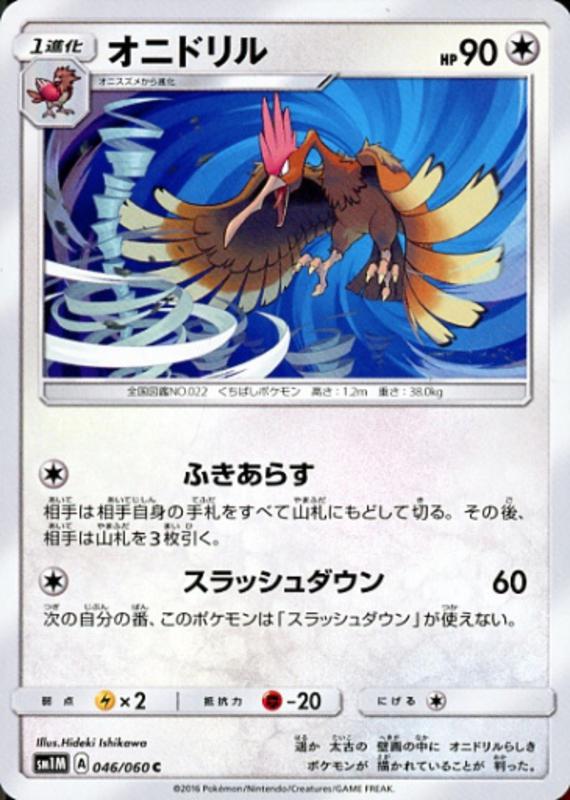 1進化
オニドリル
HP 90
オニスズメから進化
全国図鑑NO.022 くちばしポケモン 高さ：1.2m 重さ：38.0kg
ふきあらす
相手は相手自身の手札をすべて山札にもどして切る。その後、
相手は山札を3枚引く。
スラッシュダウン 60
次の自分の番、このポケモンは「スラッシュダウン」が使えない。
弱点 ×2 抵抗力 -20 にげる
Illus.Hideki Ishikawa
sm1M A 046/060 C
遥か 太古の 壁画の中に オニドリルらしき
ポケモンが 描かれていることが 判った。
©2016 Pokémon/Nintendo/Creatures/GAME FREAK.